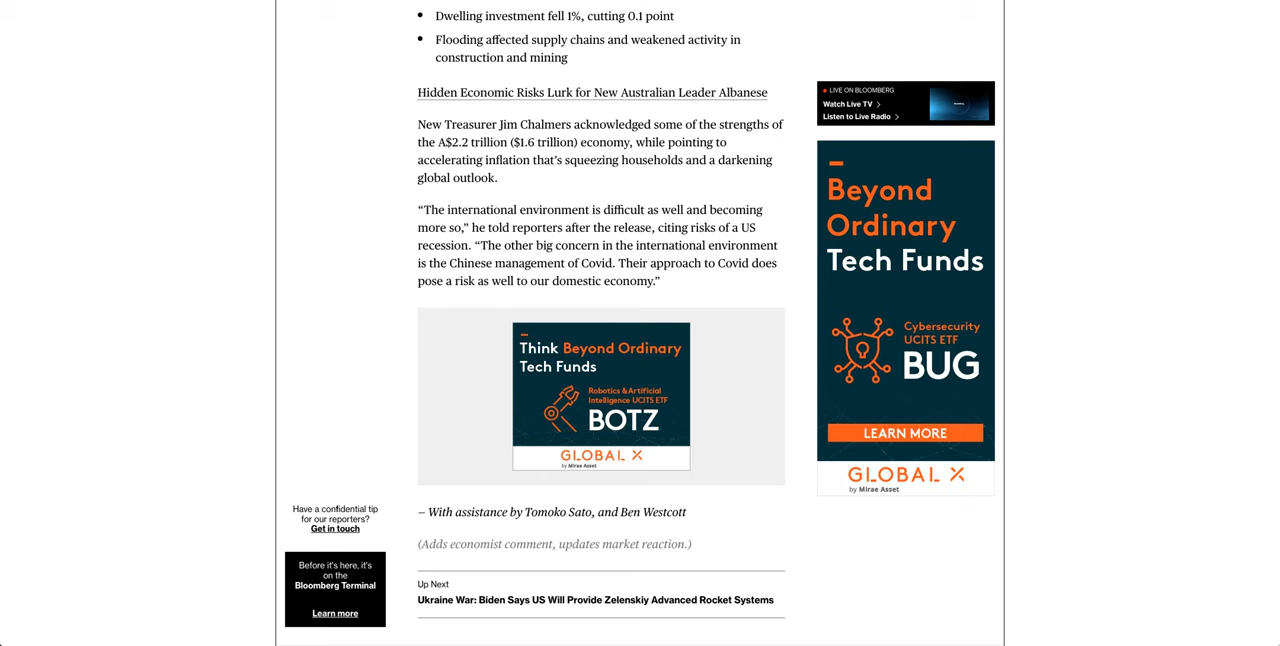 Dwelling investment fell 1%, cutting 0.1 point
Flooding affected supply chains and weakened activity in
construction and mining
Hidden Economic Risks Lurk for New Australian Leader Albanese
New Treasurer Jim Chalmers acknowledged some of the strengths of
the A$2.2 trillion ($1.6 trillion) economy, while pointing to
accelerating inflation that’s squeezing households and a darkening
global outlook.
“The international environment is difficult as well and becoming
more so,” he told reporters after the release, citing risks of a US
recession. “The other big concern in the international environment
is the Chinese management of Covid. Their approach to Covid does
pose a risk as well to our domestic economy.”
Think Beyond Ordinary
Tech Funds
Robotics & Artificial
Intelligence UCITS ETF
BOTZ
GLOBAL X
by Mirae Asset
– With assistance by Tomoko Sato, and Ben Westcott
(Adds economist comment, updates market reaction.)
Up Next
Ukraine War: Biden Says US Will Provide Zelenskiy Advanced Rocket Systems
Have a confidential tip
for our reporters?
Get in touch
Before it's here, it's
on the
Bloomberg Terminal
Learn more
LIVE ON BLOOMBERG
Watch Live TV
Listen to Live Radio
Beyond
Ordinary
Tech Funds
Cybersecurity
UCITS ETF
BUG
LEARN MORE
GLOBAL X
by Mirae Asset